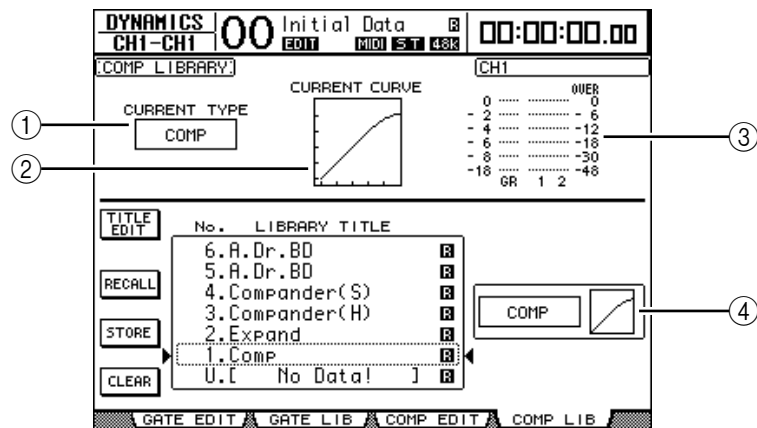 DYNAMICS
CH1-CH1
00 Initial Data R
EDIT MIDI ST 48K
00:00:00.00
COMP LIBRARY
CH1
CURRENT TYPE
COMP
CURRENT CURVE
OVER
0 0
- 2 - 6
- 4 -12
- 6 -18
- 8 -30
-18 -48
GR 1 2
1
2
3
TITLE EDIT
RECALL
STORE
CLEAR
No. LIBRARY TITLE
6.A.Dr.BD R
5.A.Dr.BD R
4.Compander(S) R
3.Compander(H) R
2.Expand R
1.Comp R
U.[ No Data! ] R
COMP
4
GATE EDIT GATE LIB COMP EDIT COMP LIB